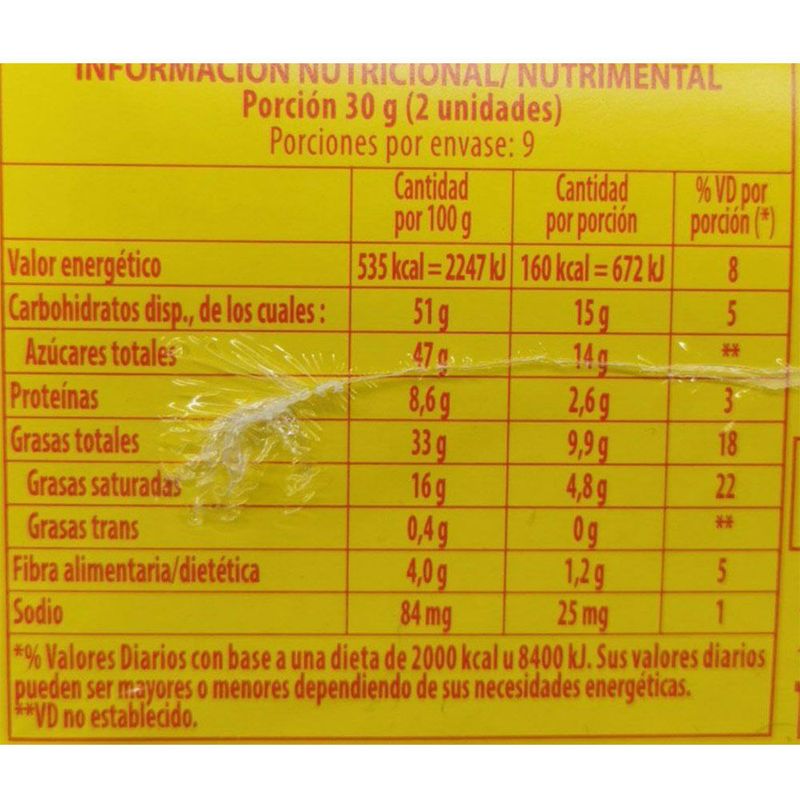 INFORMACIÓN NUTRICIONAL/ NUTRIMENTAL
Porción 30 g (2 unidades)
Porciones por envase: 9
Cantidad por 100 g Cantidad por porción % VD por porción (*)
Valor energético 535 kcal = 2247 kJ 160 kcal = 672 kJ 8
Carbohidratos disp., de los cuales : 51 g 15 g 5
Azúcares totales 47 g 14 g **
Proteínas 8,6 g 2,6 g 3
Grasas totales 33 g 9,9 g 18
Grasas saturadas 16 g 4,8 g 22
Grasas trans 0,4 g 0 g **
Fibra alimentaria/dietética 4,0 g 1,2 g 5
Sodio 84 mg 25 mg 1
*% Valores Diarios con base a una dieta de 2000 kcal u 8400 kJ. Sus valores diarios
pueden ser mayores o menores dependiendo de sus necesidades energéticas.
**VD no establecido.